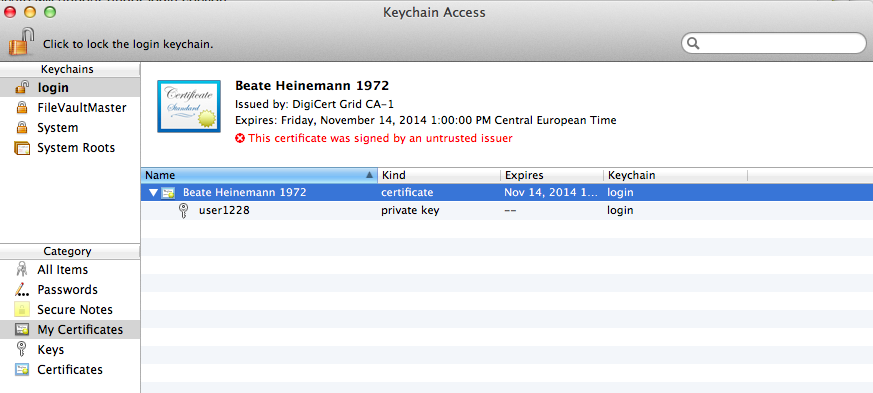 Keychain Access
Click to lock the login keychain.
Keychains
login
FileVaultMaster
System
System Roots
Certificate
Standard
Beate Heinemann 1972
Issued by: DigiCert Grid CA-1
Expires: Friday, November 14, 2014 1:00:00 PM Central European Time
This certificate was signed by an untrusted issuer
Name Kind Expires Keychain
Beate Heinemann 1972 certificate Nov 14, 2014 1... login
user1228 private key -- login
Category
All Items
Passwords
Secure Notes
My Certificates
Keys
Certificates